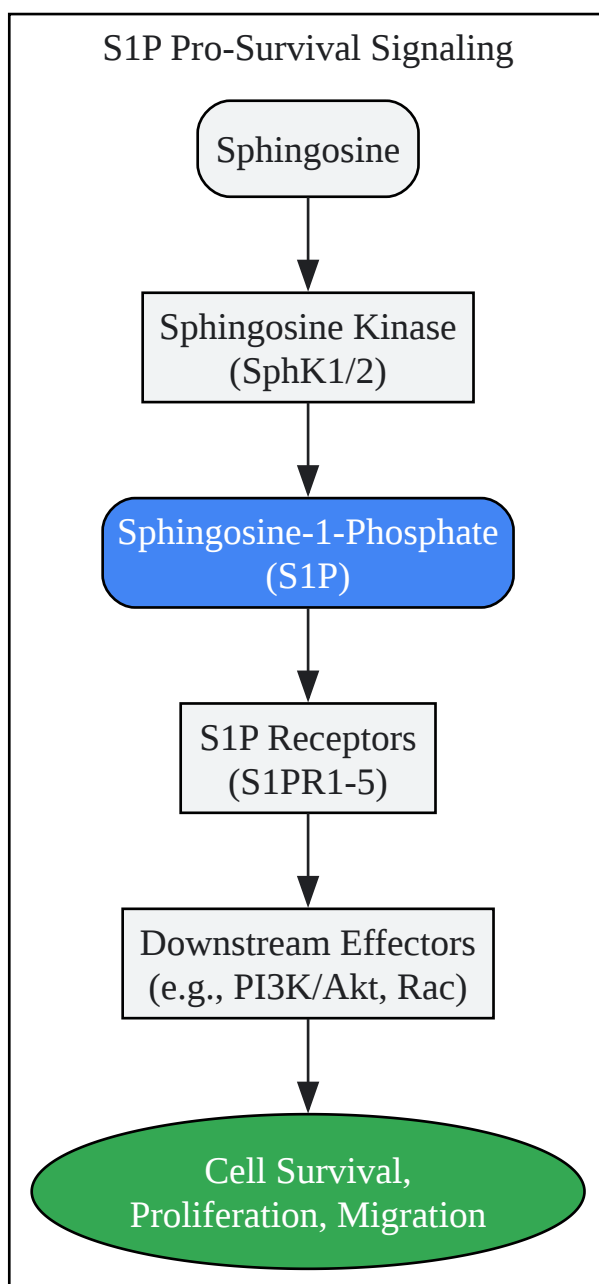 S1P Pro-Survival Signaling
Sphingosine
Sphingosine Kinase
(SphK1/2)
Sphingosine-1-Phosphate
(S1P)
S1P Receptors
(S1PR1-5)
Downstream Effectors
(e.g., PI3K/Akt, Rac)
Cell Survival,
Proliferation, Migration